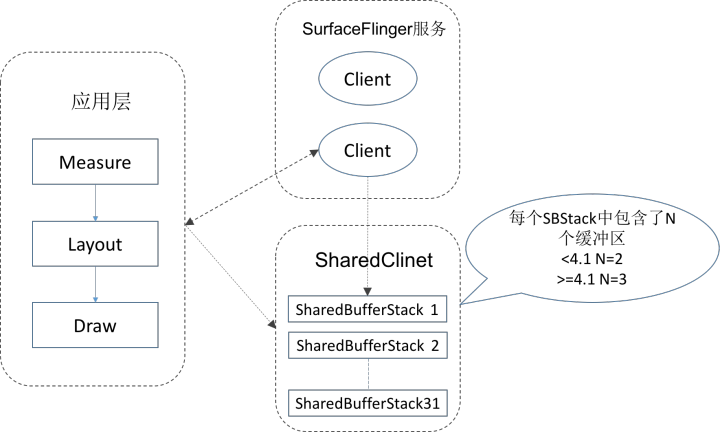 应用层
Measure
Layout
Draw
SurfaceFlinger服务
Client
Client
SharedClinet
SharedBufferStack 1
SharedBufferStack 2
SharedBufferStack31
每个SBStack中包含了N
个缓冲区
<4.1 N=2
>=4.1 N=3